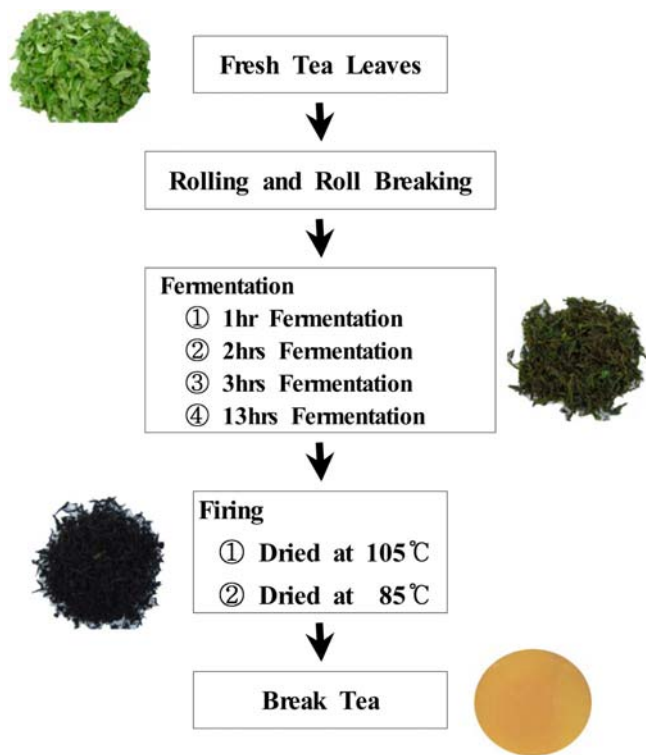 Fresh Tea Leaves
Rolling and Roll Breaking
Fermentation
① 1hr Fermentation
② 2hrs Fermentation
③ 3hrs Fermentation
④ 13hrs Fermentation
Firing
① Dried at 105℃
② Dried at 85℃
Break Tea